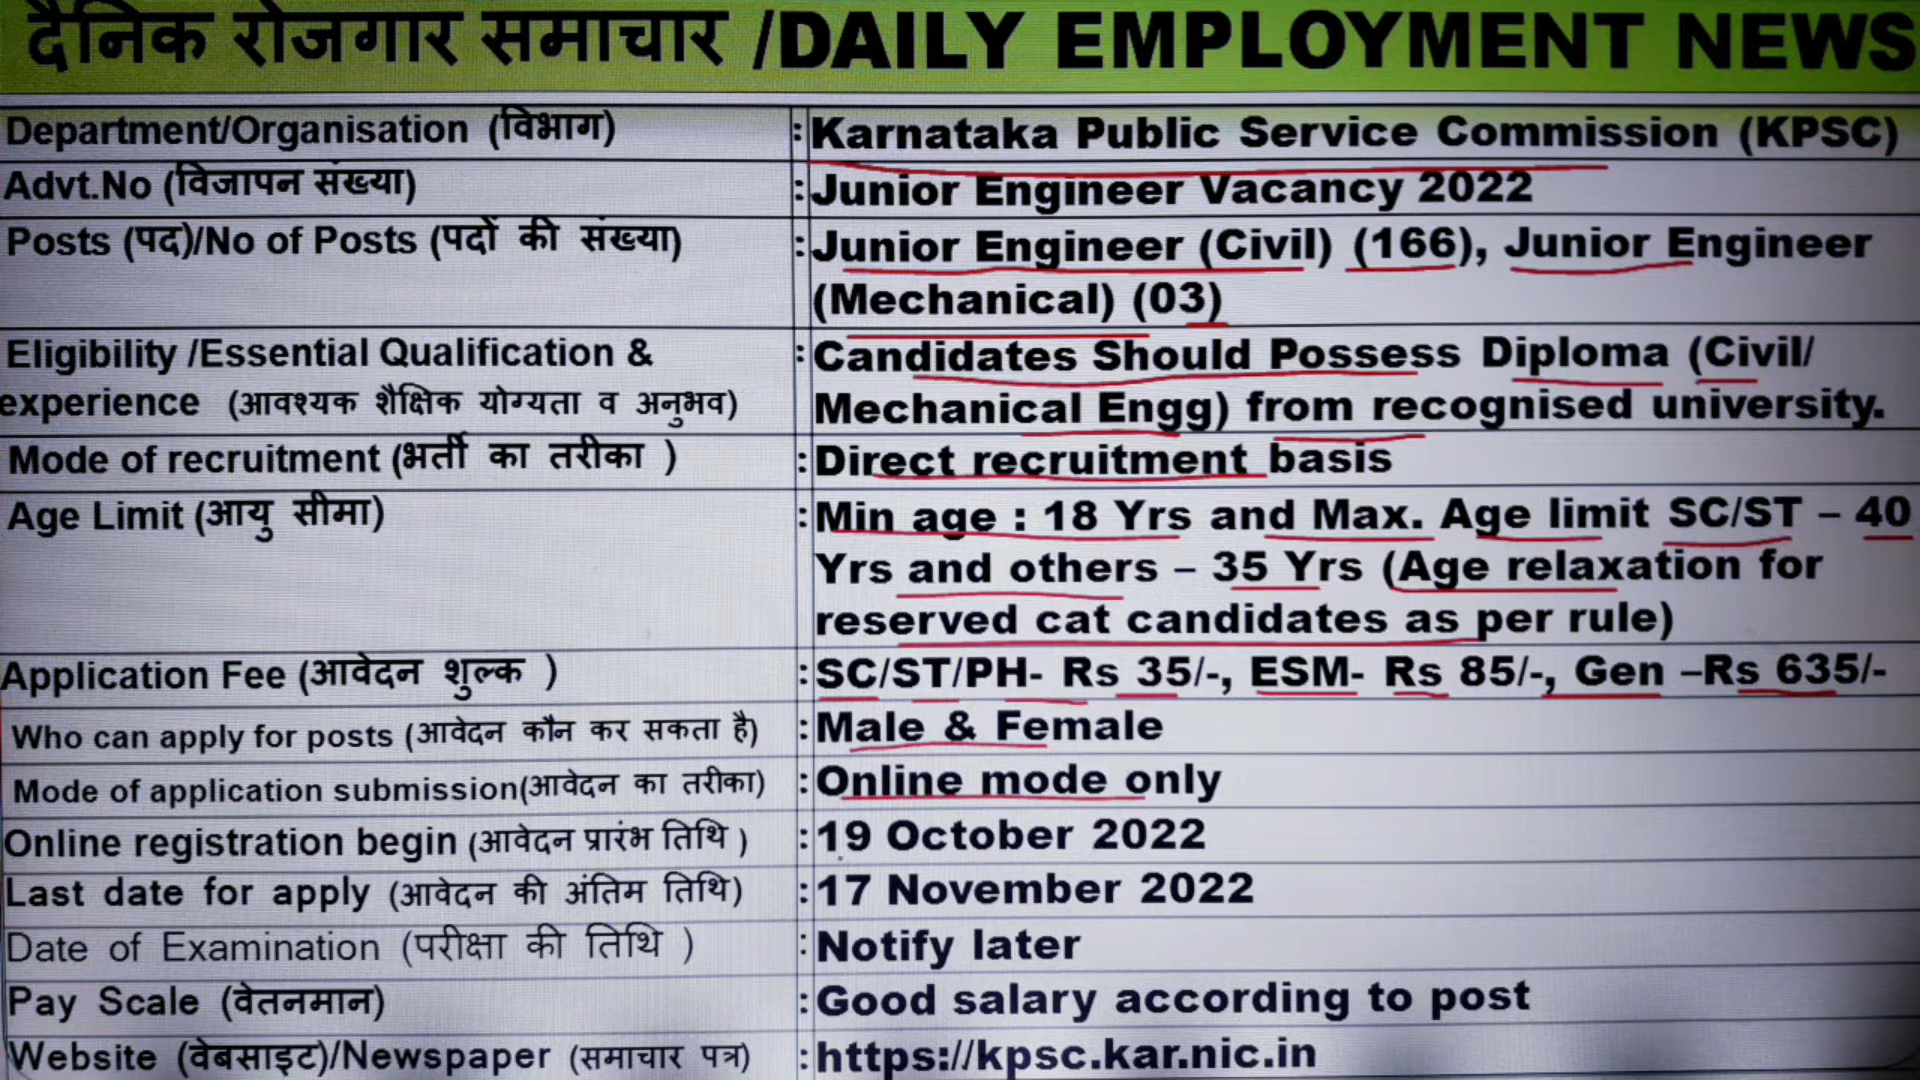 दैनिक रोजगार समाचार /DAILY EMPLOYMENT NEWS
Department/Organisation (विभाग) : Karnataka Public Service Commission (KPSC)
Advt.No (विजापन संख्या) : Junior Engineer Vacancy 2022
Posts (पद)/No of Posts (पदों की संख्या) : Junior Engineer (Civil) (166), Junior Engineer
(Mechanical) (03)
Eligibility /Essential Qualification & : Candidates Should Possess Diploma (Civil/
experience (आवश्यक शैक्षिक योग्यता व अनुभव) Mechanical Engg) from recognised university.
Mode of recruitment (भर्ती का तरीका ) : Direct recruitment basis
Age Limit (आयु सीमा) : Min age : 18 Yrs and Max. Age limit SC/ST – 40
Yrs and others – 35 Yrs (Age relaxation for
reserved cat candidates as per rule)
Application Fee (आवेदन शुल्क ) : SC/ST/PH- Rs 35/-, ESM- Rs 85/-, Gen –Rs 635/-
Who can apply for posts (आवेदन कौन कर सकता है) : Male & Female
Mode of application submission(आवेदन का तरीका) : Online mode only
Online registration begin (आवेदन प्रारंभ तिथि ) : 19 October 2022
Last date for apply (आवेदन की अंतिम तिथि) : 17 November 2022
Date of Examination (परीक्षा की तिथि ) : Notify later
Pay Scale (वेतनमान) : Good salary according to post
Website (वेबसाइट)/Newspaper (समाचार पत्र) : https://kpsc.kar.nic.in